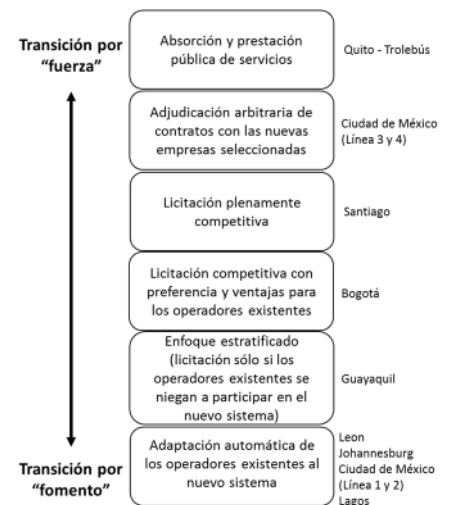 Transición por
“fuerza”
Absorción y prestación
pública de servicios
Quito - Trolebús
Adjudicación arbitraria de
contratos con las nuevas
empresas seleccionadas
Ciudad de México
(Línea 3 y 4)
Licitación plenamente
competitiva
Santiago
Licitación competitiva con
preferencia y ventajas para
los operadores existentes
Bogotá
Enfoque estratificado
(licitación sólo si los
operadores existentes se
niegan a participar en el
nuevo sistema)
Guayaquil
Transición por
“fomento”
Adaptación automática de
los operadores existentes al
nuevo sistema
Leon
Johannesburg
Ciudad de México
(Línea 1 y 2)
Lagos